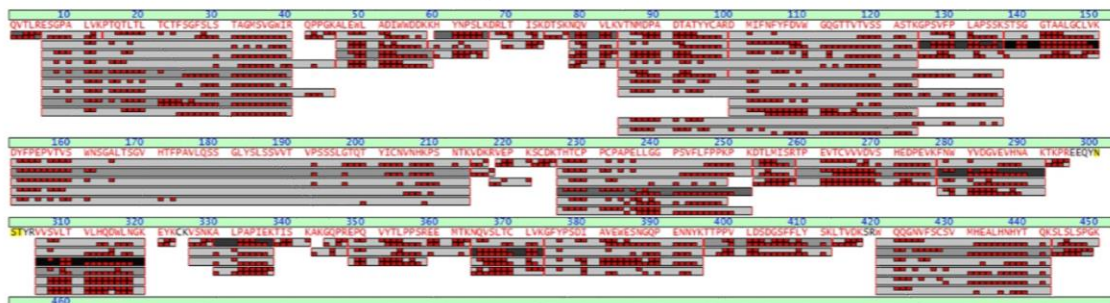 10 20 30 40 50 60 70 80 90 100 110 120 130 140 150
QVTLRESGPA LVKPTQTLTL TCTFSGFSLS TAGMSVGWIR QPPGKALEWL ADIWWDDKKH YNPSLKDRLT ISKDTSKNQV VLKVTNMDPA DTATYYCARD MIFNFYFDVW GQGTTVTVSS ASTKGPSVFP LAPSSKSTSG GTAALGCLVK
160 170 180 190 200 210 220 230 240 250 260 270 280 290 300
DYFPEPVTVS WNSGALTSGV HTFPAVLQSS GLYSLSSVVT VPSSSLGTQT YICNVNHKPS NTKVDKRVEP KSCDKTHTCP PCPAPELLGG PSVFLFPPKP KDTLMISRTP EVTCVVVDVS HEDPEVKFNW YVDGVEVHNA KTKPREEQYN
310 320 330 340 350 360 370 380 390 400 410 420 430 440 450
STYRVVSVLT VLHQDWLNGK EYKCKVSNKA LPAPIEKTIS KAKGQPREPQ VYTLPPSREE MTKNQVSLTC LVKGFYPSDI AVEWESNGQP ENNYKTTPPV LDSDGSFFLY SKLTVDKSRW QQGNVFSCSV MHEALHNHYT QKSLSLSPGK
460